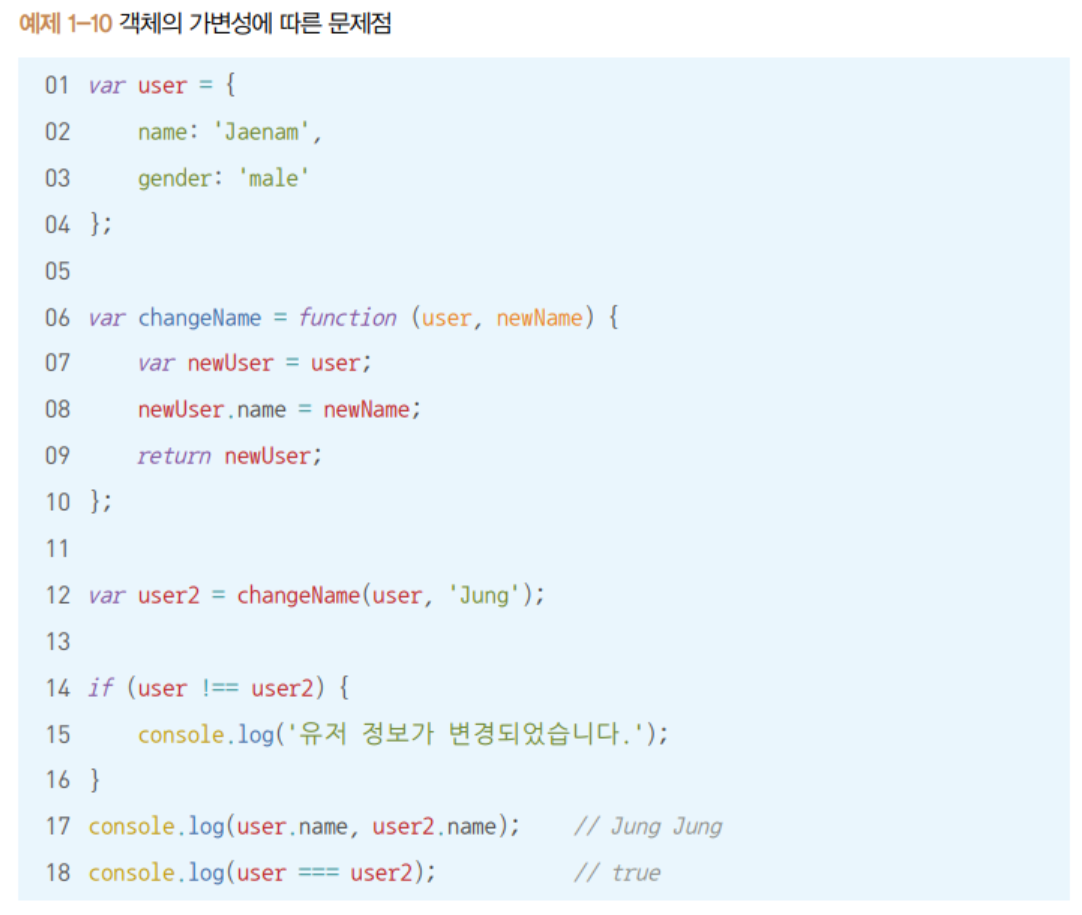 예제 1-10 객체의 가변성에 따른 문제점
01 var user = {
02     name: 'Jaenam',
03     gender: 'male'
04 };
05
06 var changeName = function (user, newName) {
07     var newUser = user;
08     newUser.name = newName;
09     return newUser;
10 };
11
12 var user2 = changeName(user, 'Jung');
13
14 if (user !== user2) {
15     console.log('유저 정보가 변경되었습니다.');
16 }
17 console.log(user.name, user2.name);    // Jung Jung
18 console.log(user === user2);           // true